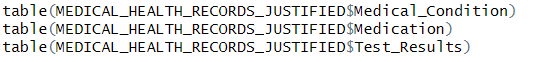 table(MEDICAL_HEALTH_RECORDS_JUSTIFIED$Medical_Condition)
table(MEDICAL_HEALTH_RECORDS_JUSTIFIED$Medication)
table(MEDICAL_HEALTH_RECORDS_JUSTIFIED$Test_Results)